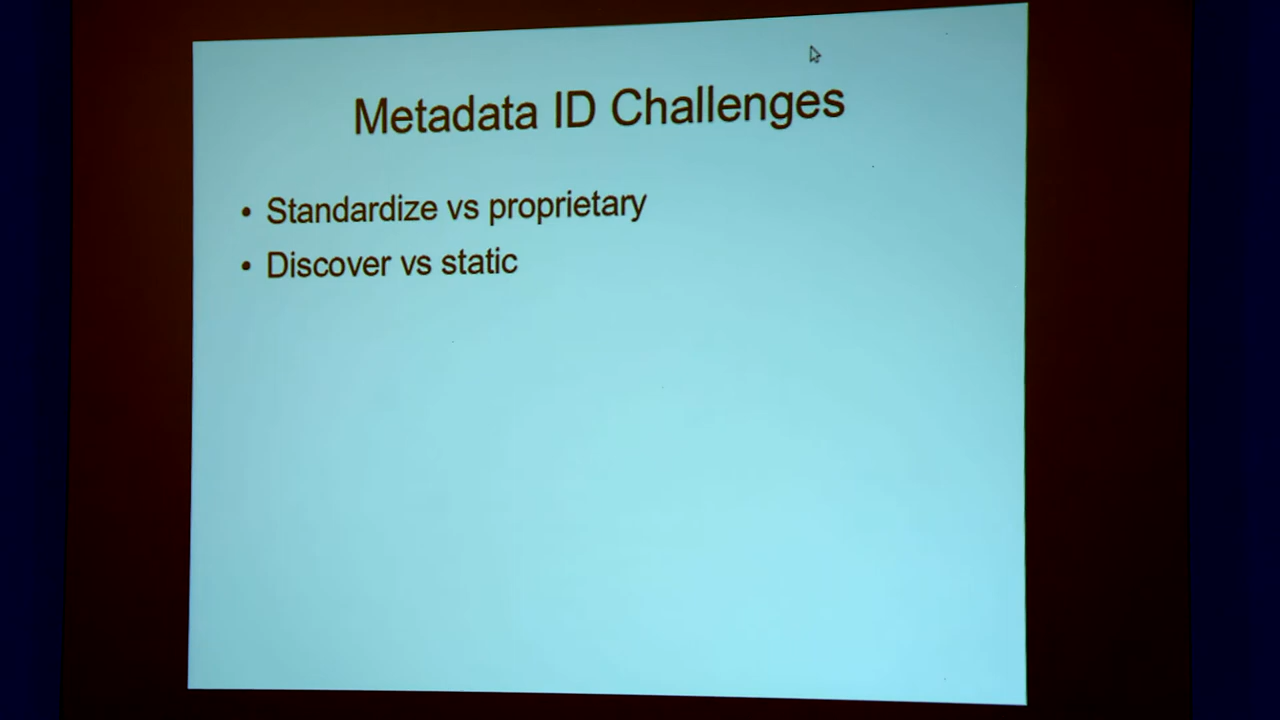 Metadata ID Challenges
• Standardize vs proprietary
• Discover vs static